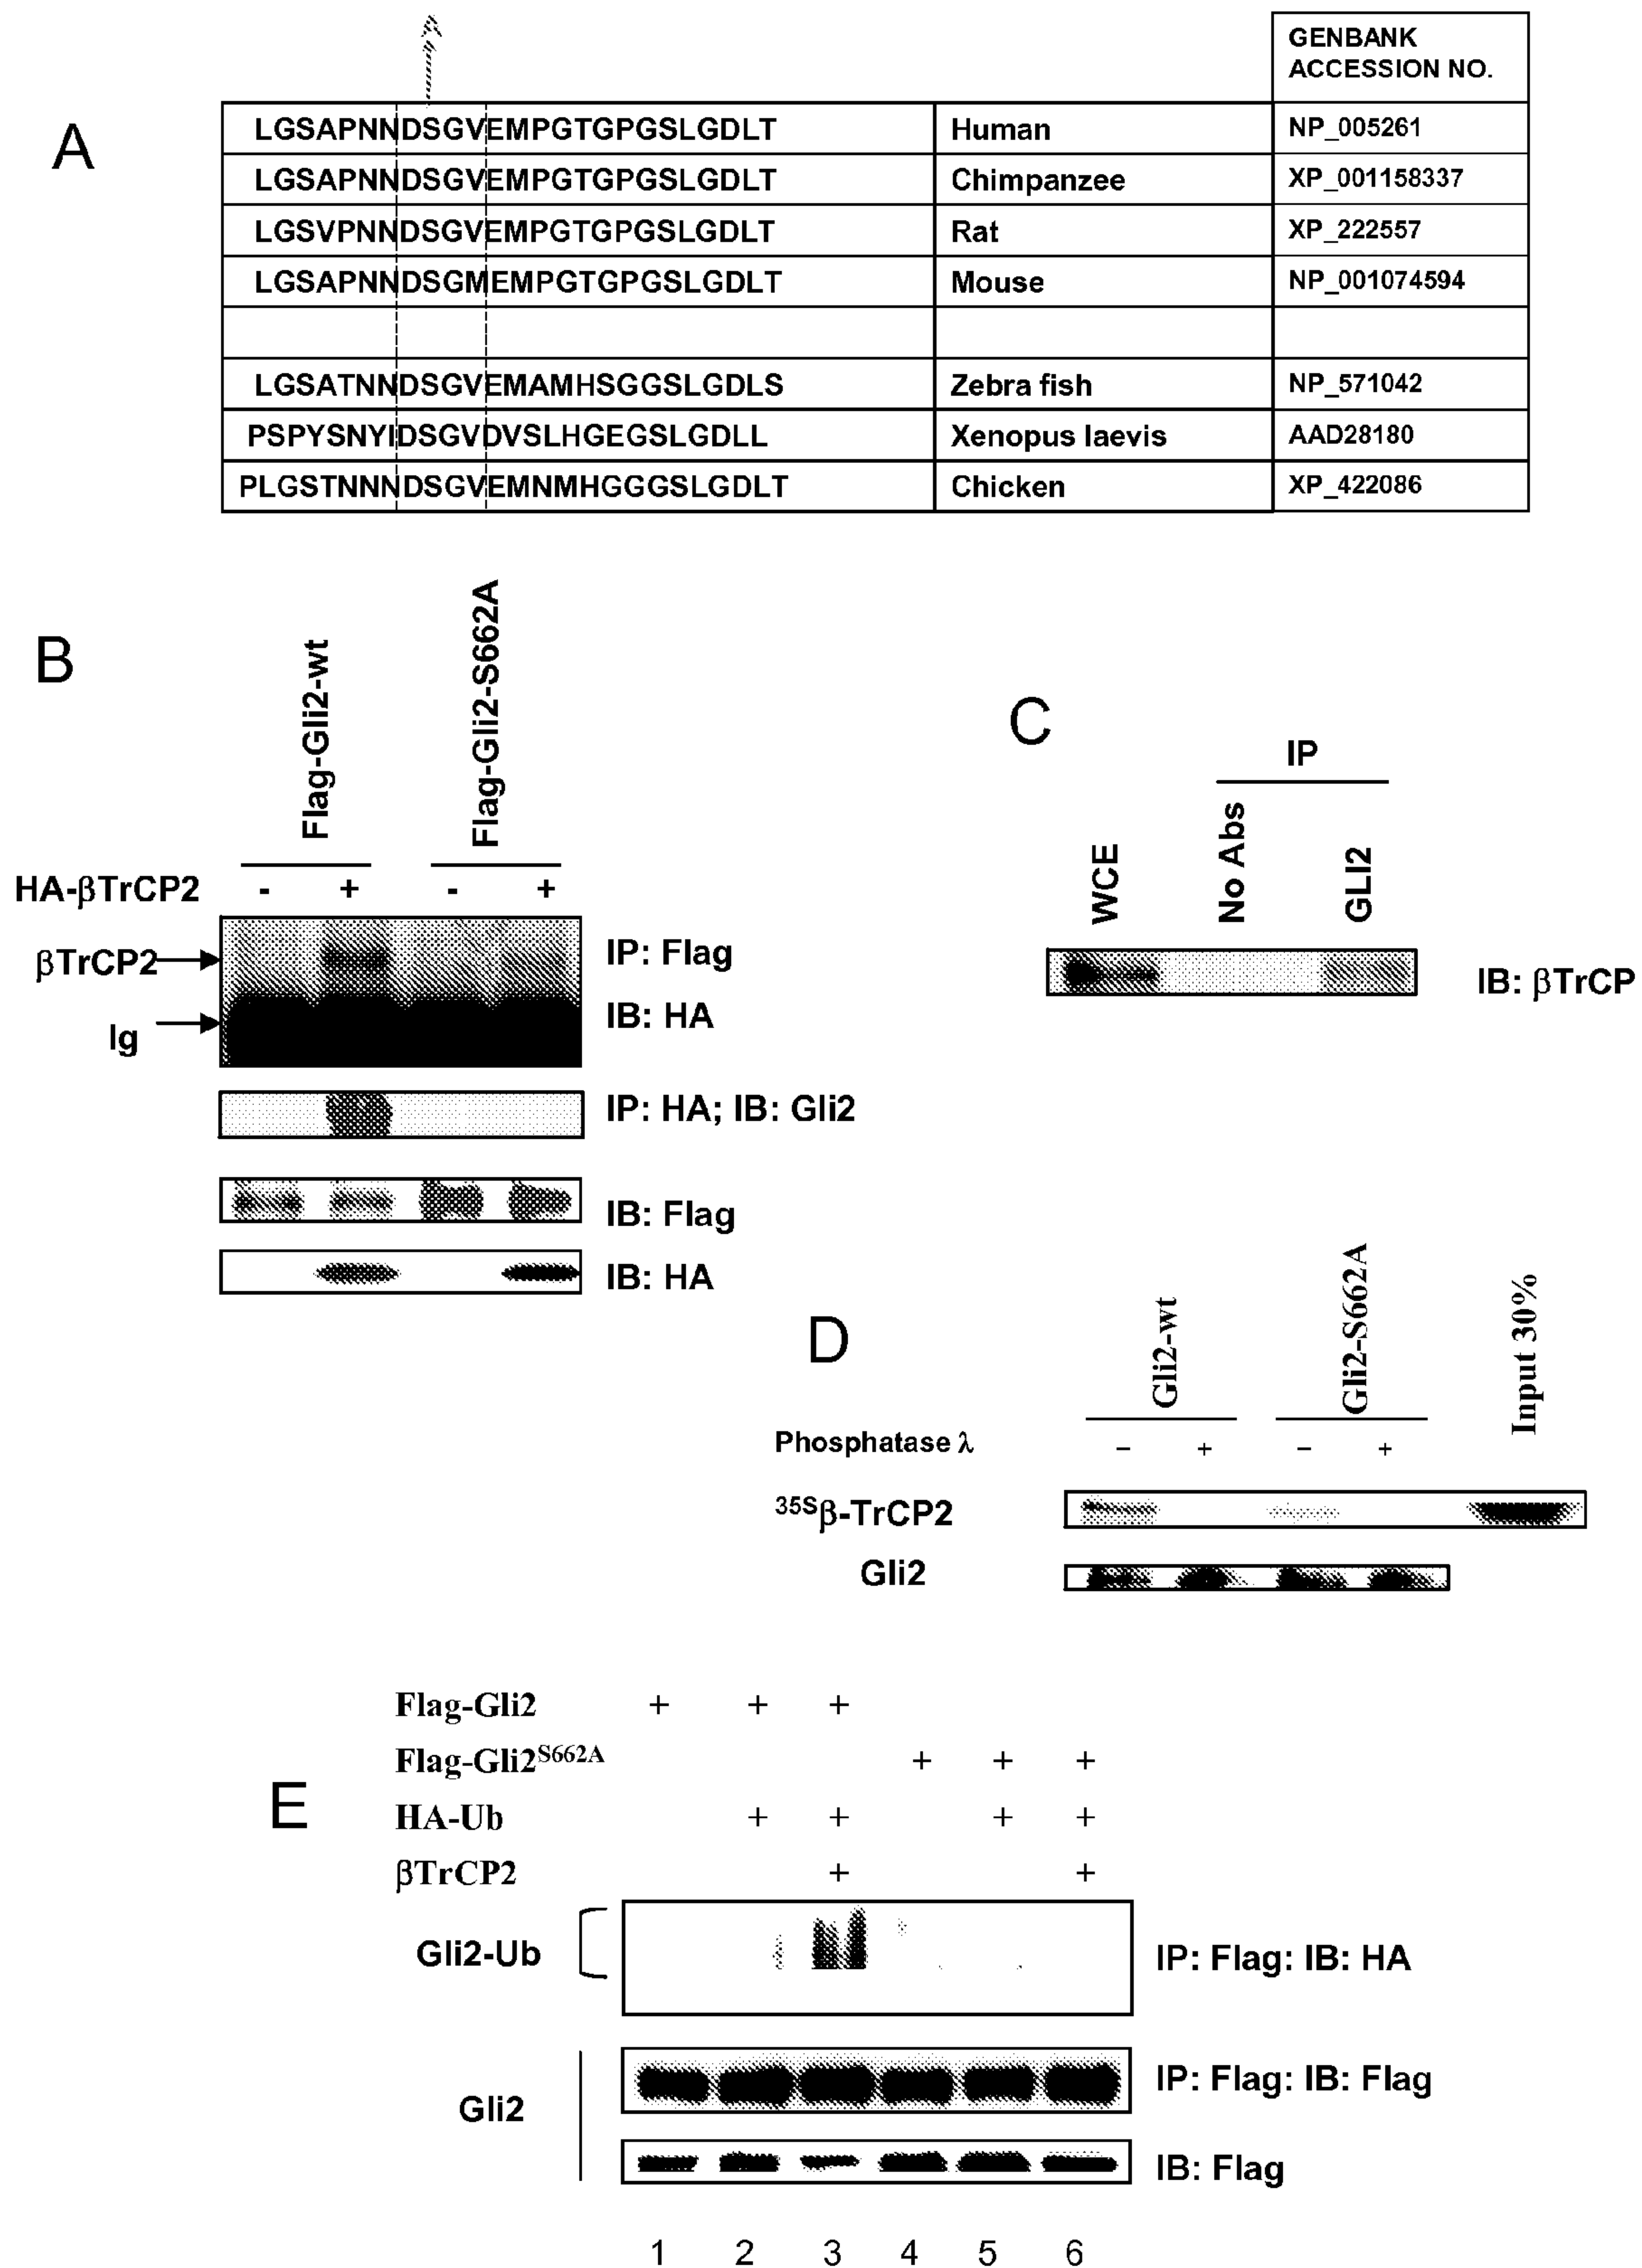 GENBANK
ACCESSION NO.
A
LGSAPNNDSGVEMPGTGPGSLGDLT Human NP_005261
LGSAPNNDSGVEMPGTGPGSLGDLT Chimpanzee XP_001158337
LGSVPNNDSGVEMPGTGPGSLGDLT Rat XP_222557
LGSAPNNDSGMEMPGTGPGSLGDLT Mouse NP_001074594
LGSATNNDSGVEMAMHSGGSLGDLS Zebra fish NP_571042
PSPYSNYIDSGVDVSLHGEGSLGDLL Xenopus laevis AAD28180
PLGSTNNNDSGVEMNMHGGGSLGDLT Chicken XP_422086
B
Flag-Gli2-wt
Flag-Gli2-S662A
HA-βTrCP2 - + - +
βTrCP2
IP: Flag
Ig
IB: HA
IP: HA; IB: Gli2
IB: Flag
IB: HA
C
IP
WCE
No Abs
GLI2
IB: βTrCP
D
Gli2-wt
Gli2-S662A
Input 30%
Phosphatase λ − + − +
35Sβ-TrCP2
Gli2
E
Flag-Gli2 + + +
Flag-Gli2S662A + + +
HA-Ub + + + +
βTrCP2 + +
Gli2-Ub
IP: Flag: IB: HA
IP: Flag: IB: Flag
Gli2
IB: Flag
1 2 3 4 5 6